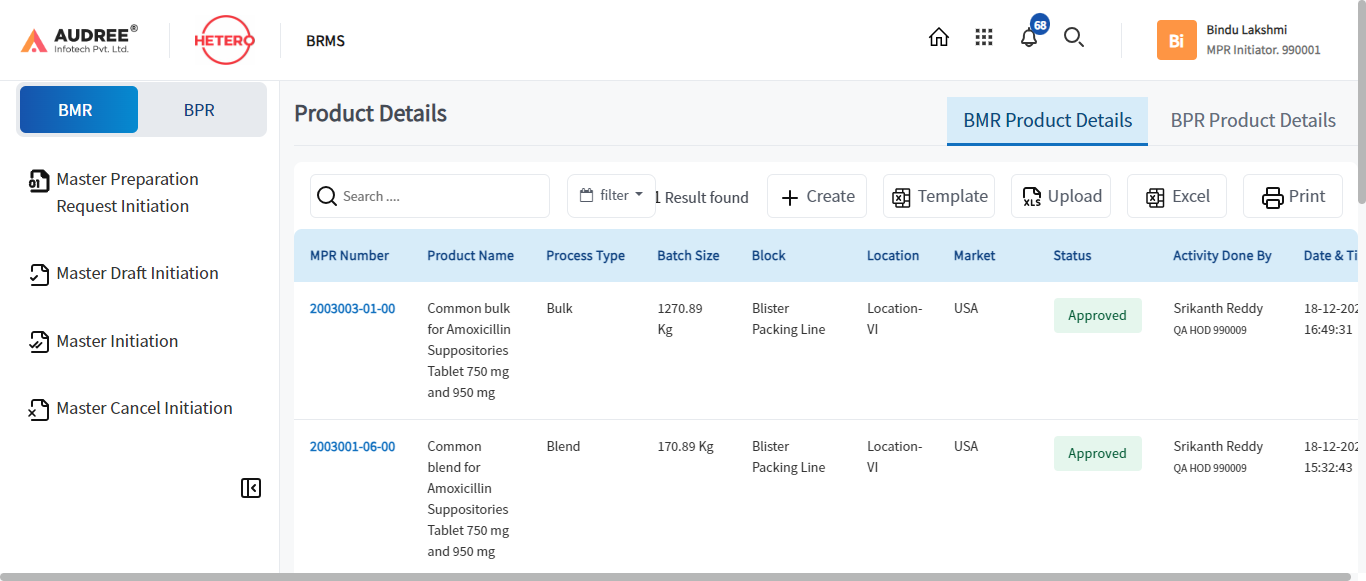 AUDREE®
Infotech Pvt. Ltd.
HETERO
BRMS
68
Bi
Bindu Lakshmi
MPR Initiator. 990001
BMR
BPR
Master Preparation
Request Initiation
Master Draft Initiation
Master Initiation
Master Cancel Initiation
Product Details
BMR Product Details
BPR Product Details
Search ....
filter
1 Result found
Create
Template
XLS
Upload
Excel
Print
MPR Number
Product Name
Process Type
Batch Size
Block
Location
Market
Status
Activity Done By
Date & Ti
2003003-01-00
Common bulk
for Amoxicillin
Suppositories
Tablet 750 mg
and 950 mg
Bulk
1270.89
Kg
Blister
Packing Line
Location-
VI
USA
Approved
Srikanth Reddy
QA HOD 990009
18-12-202
16:49:31
2003001-06-00
Common
blend for
Amoxicillin
Suppositories
Tablet 750 mg
and 950 mg
Blend
170.89 Kg
Blister
Packing Line
Location-
VI
USA
Approved
Srikanth Reddy
QA HOD 990009
18-12-202
15:32:43